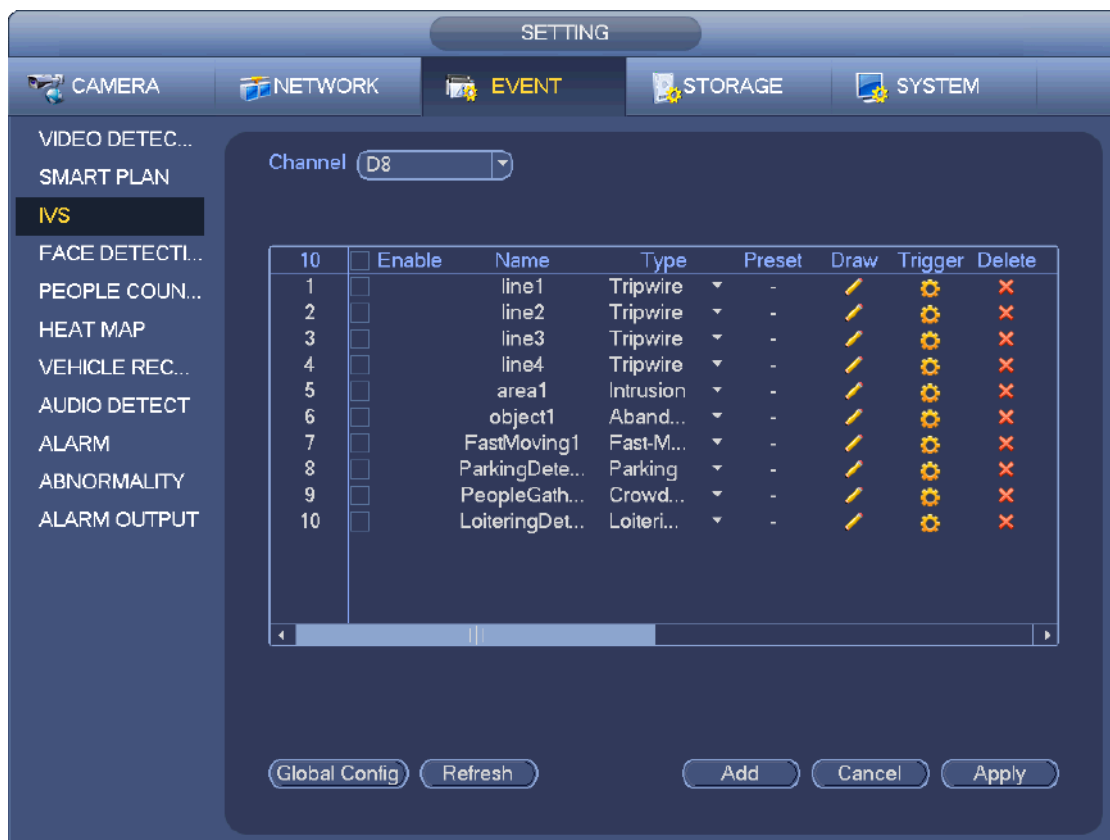 SETTING
CAMERA NETWORK EVENT STORAGE SYSTEM
VIDEO DETEC...
SMART PLAN
IVS
FACE DETECTI...
PEOPLE COUN...
HEAT MAP
VEHICLE REC...
AUDIO DETECT
ALARM
ABNORMALITY
ALARM OUTPUT
Channel D8
10 Enable Name Type Preset Draw Trigger Delete
1 line1 Tripwire -
2 line2 Tripwire -
3 line3 Tripwire -
4 line4 Tripwire -
5 area1 Intrusion -
6 object1 Aband... -
7 FastMoving1 Fast-M... -
8 ParkingDete... Parking -
9 PeopleGath... Crowd... -
10 LoiteringDet... Loiteri... -
Global Config Refresh Add Cancel Apply